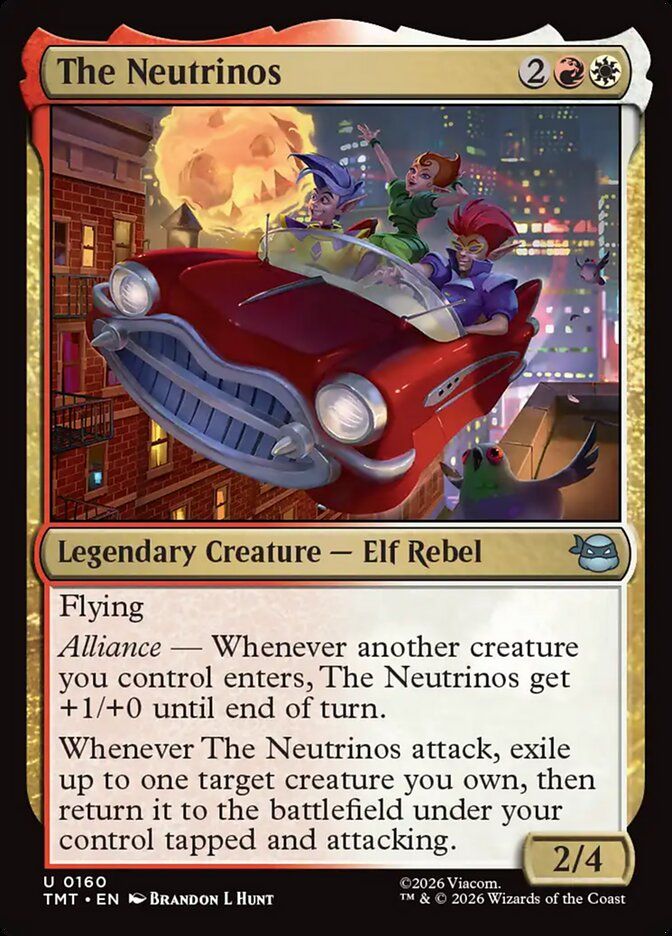 The Neutrinos 2
Legendary Creature — Elf Rebel
Flying
Alliance — Whenever another creature
you control enters, The Neutrinos get
+1/+0 until end of turn.
Whenever The Neutrinos attack, exile
up to one target creature you own, then
return it to the battlefield under your
control tapped and attacking.
2/4
U 0160
TMT • EN Brandon L Hunt
©2026 Viacom.
™ & © 2026 Wizards of the Coast